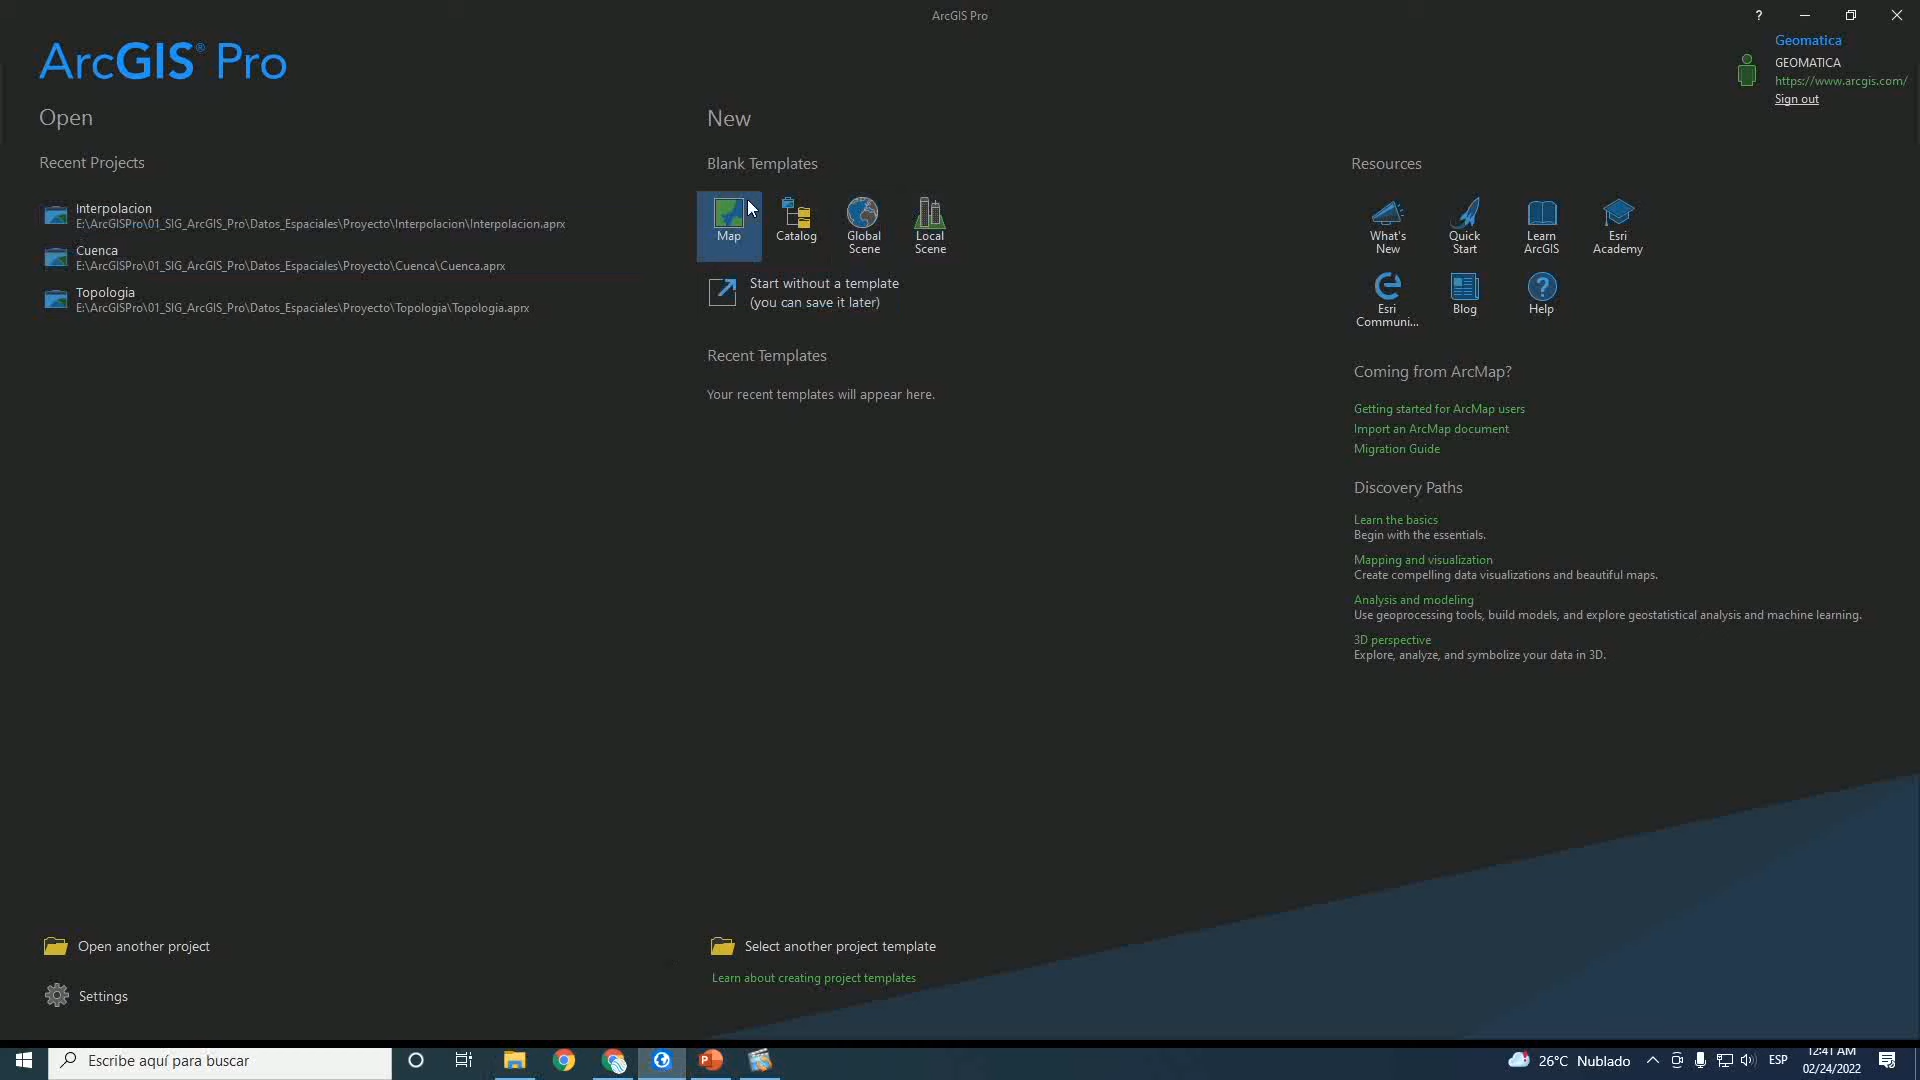 ArcGIS Pro
?
ArcGIS® Pro
Geomatica
GEOMATICA
https://www.arcgis.com/
Sign out
Open
Recent Projects
Interpolacion
E:\ArcGISPro\01_SIG_ArcGIS_Pro\Datos_Espaciales\Proyecto\Interpolacion\Interpolacion.aprx
Cuenca
E:\ArcGISPro\01_SIG_ArcGIS_Pro\Datos_Espaciales\Proyecto\Cuenca\Cuenca.aprx
Topologia
E:\ArcGISPro\01_SIG_ArcGIS_Pro\Datos_Espaciales\Proyecto\Topologia\Topologia.aprx
Open another project
Settings
New
Blank Templates
Map
Catalog
Global
Scene
Local
Scene
Start without a template
(you can save it later)
Recent Templates
Your recent templates will appear here.
Select another project template
Learn about creating project templates
Resources
What's
New
Quick
Start
Learn
ArcGIS
Esri
Academy
Esri
Communi...
Blog
Help
Coming from ArcMap?
Getting started for ArcMap users
Import an ArcMap document
Migration Guide
Discovery Paths
Learn the basics
Begin with the essentials.
Mapping and visualization
Create compelling data visualizations and beautiful maps.
Analysis and modeling
Use geoprocessing tools, build models, and explore geostatistical analysis and machine learning.
3D perspective
Explore, analyze, and symbolize your data in 3D.
Escribe aquí para buscar
26°C Nublado
ESP
12:41 AM
02/24/2022